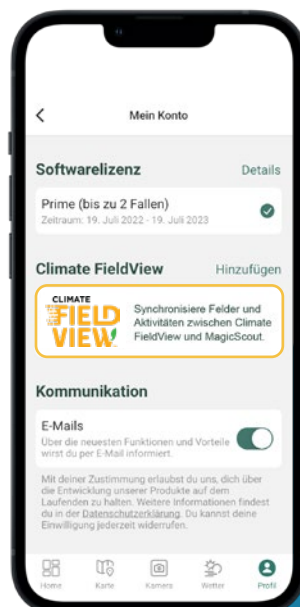 Mein Konto
Softwarelizenz Details
Prime (bis zu 2 Fallen)
Zeitraum: 19. Juli 2022 - 19. Juli 2023
Climate FieldView Hinzufügen
CLIMATE
FIELD
VIEW
Synchronisiere Felder und
Aktivitäten zwischen Climate
FieldView und MagicScout.
Kommunikation
E-Mails
Über die neuesten Funktionen und Vorteile
wirst du per E-Mail informiert.
Mit deiner Zustimmung erlaubst du uns, dich über
die Entwicklung unserer Produkte auf dem
Laufenden zu halten. Weitere Informationen findest
du in der Datenschutzerklärung. Du kannst deine
Einwilligung jederzeit widerrufen.
Home Karte Kamera Wetter Profil